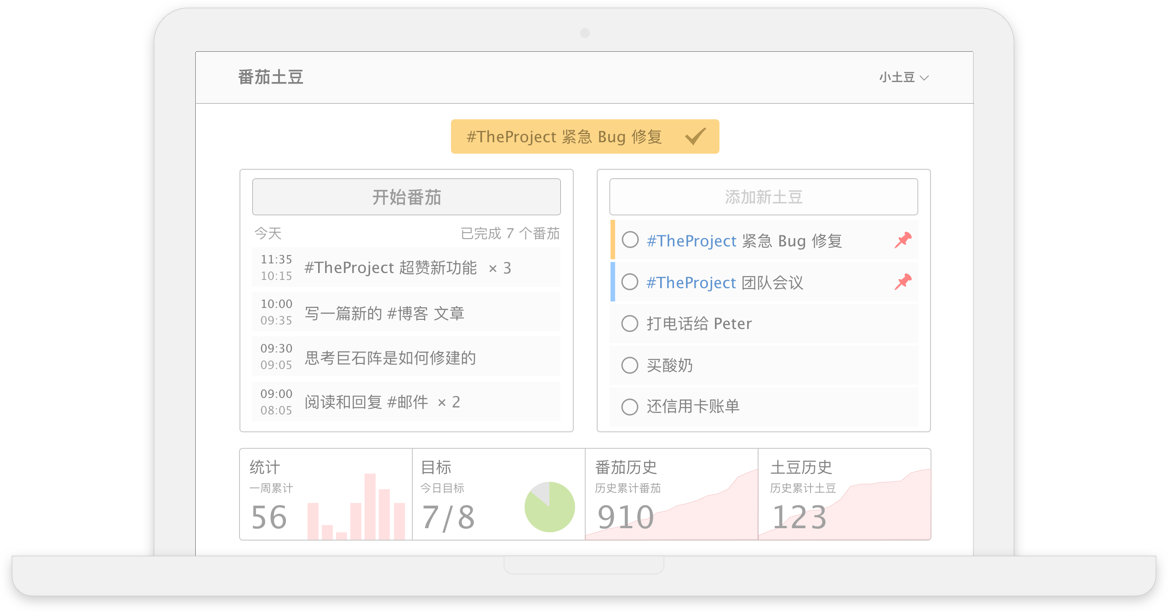 番茄土豆
小土豆
#TheProject 紧急 Bug 修复
开始番茄
今天
已完成 7 个番茄
11:35
10:15
#TheProject 超赞新功能 × 3
10:00
09:35
写一篇新的 #博客 文章
09:30
09:05
思考巨石阵是如何修建的
09:00
08:05
阅读和回复 #邮件 × 2
添加新土豆
#TheProject 紧急 Bug 修复
#TheProject 团队会议
打电话给 Peter
买酸奶
还信用卡账单
统计
一周累计
56
目标
今日目标
7/8
番茄历史
历史累计番茄
910
土豆历史
历史累计土豆
123